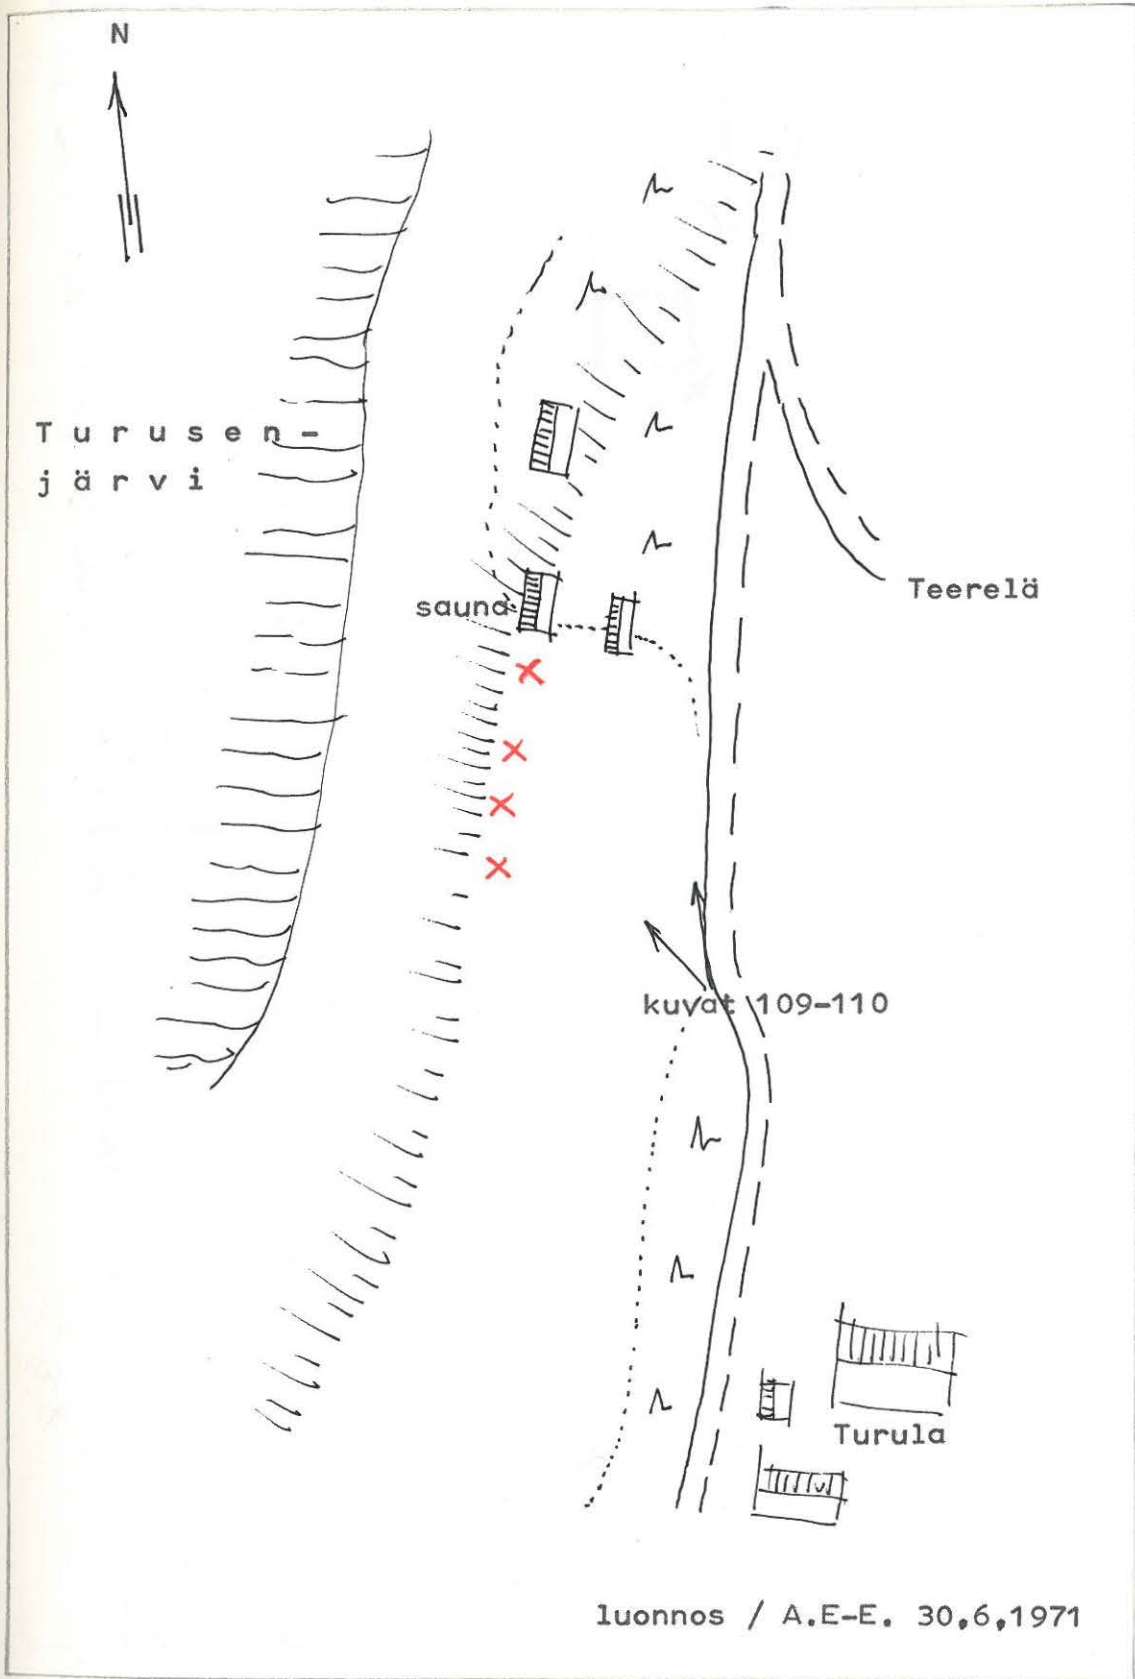 N
Turusen-
järvi
Teerelä
sauna
kuvat 109-110
Turula
luonnos / A.E-E. 30.6.1971